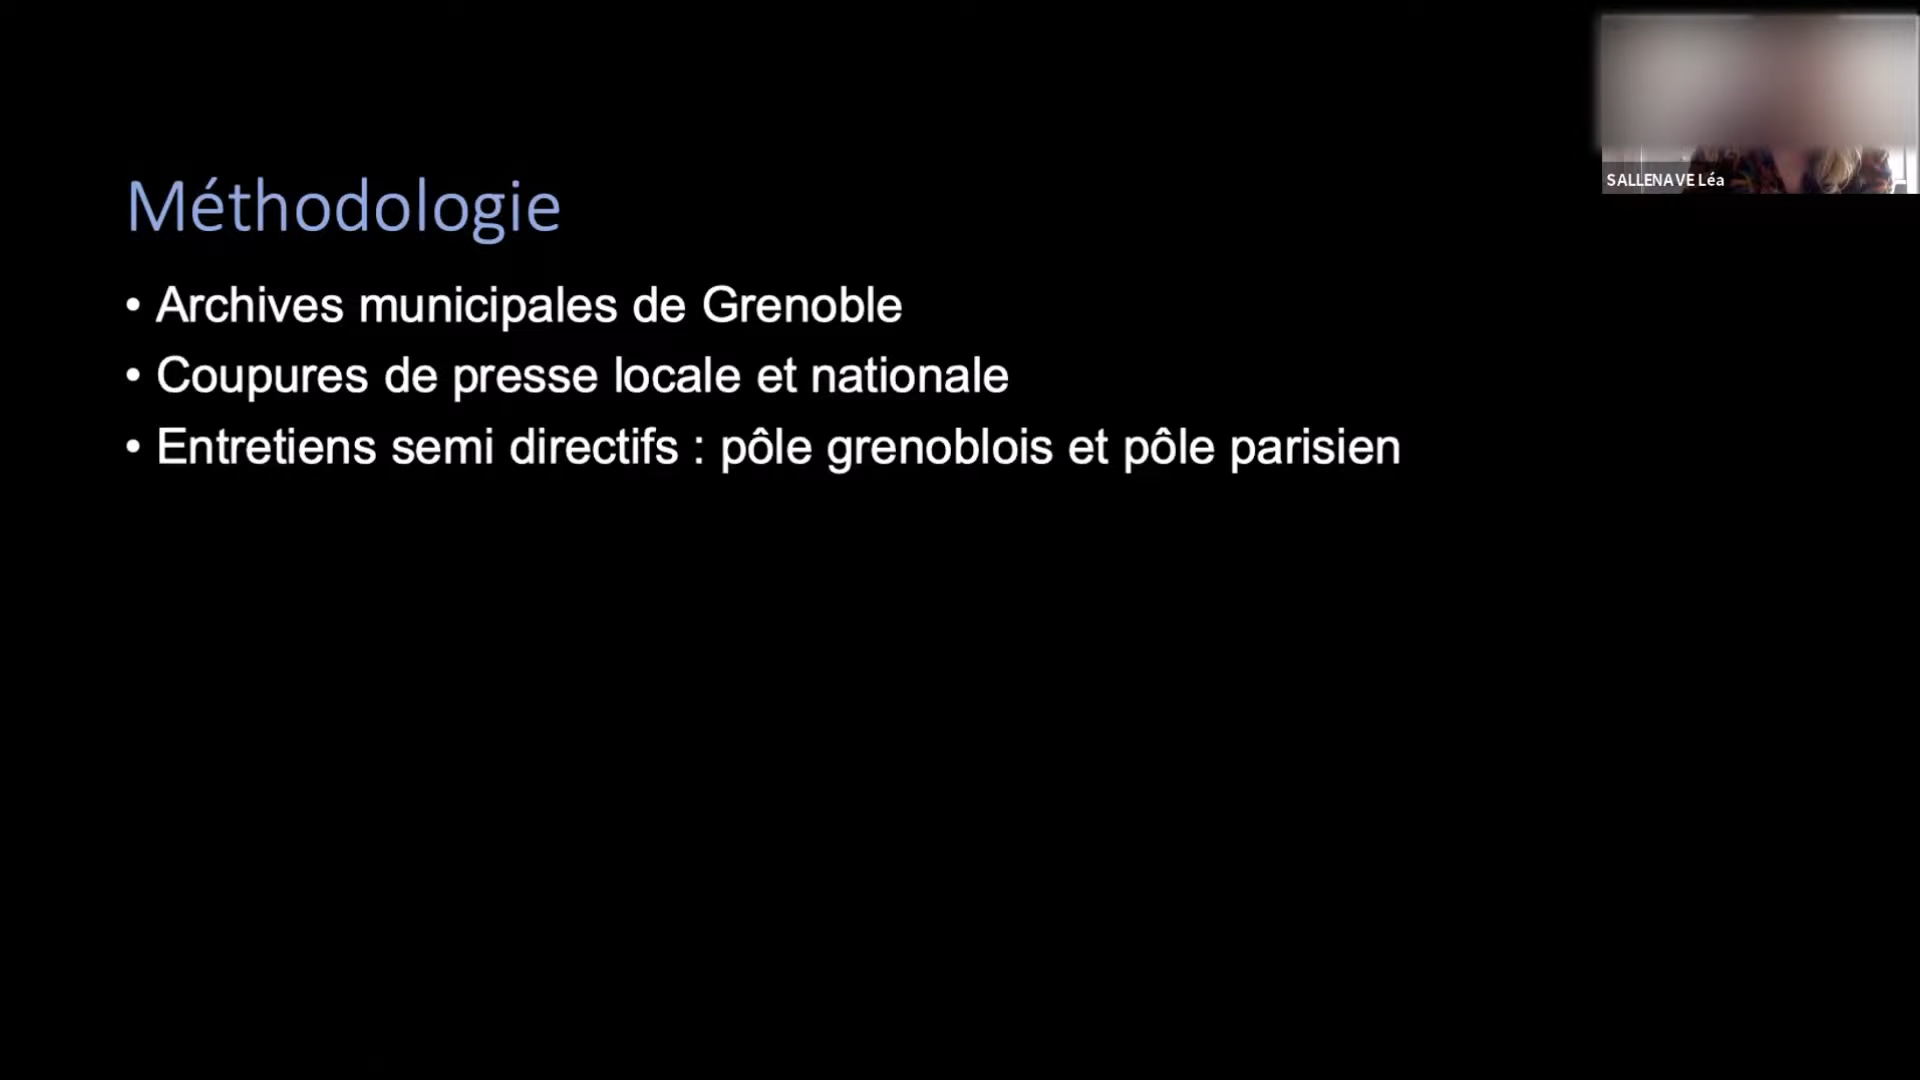 SALLENAVE Léa
Méthodologie
• Archives municipales de Grenoble
• Coupures de presse locale et nationale
• Entretiens semi directifs : pôle grenoblois et pôle parisien